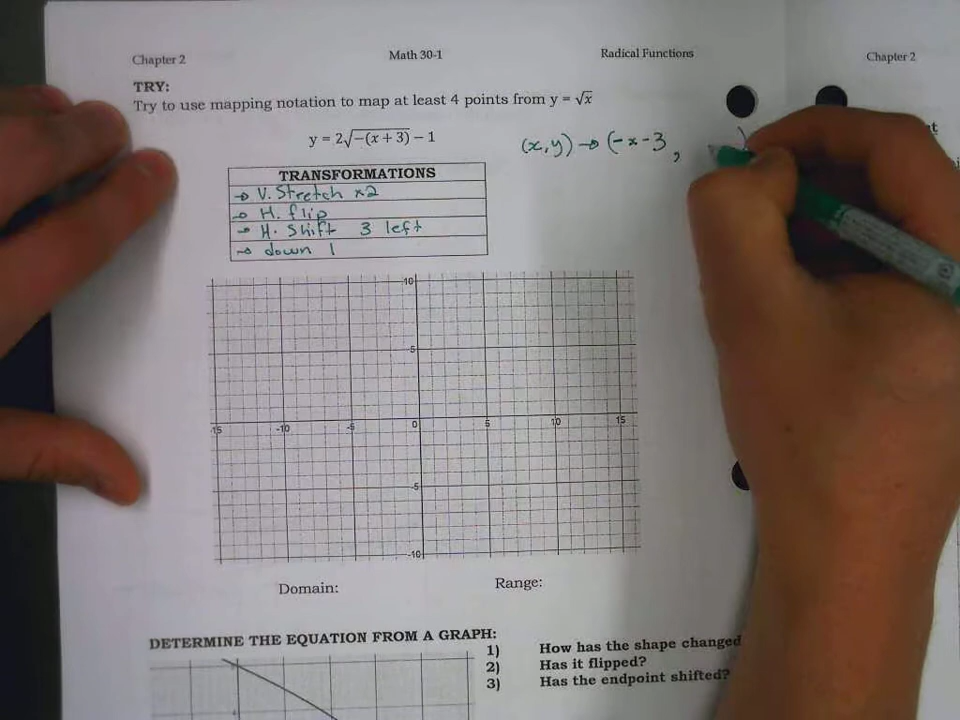 Chapter 2 Math 30-1 Radical Functions Chapter 2
TRY:
Try to use mapping notation to map at least 4 points from y = √x
y = 2√-(x + 3) - 1
(x,y) → (-x-3, )
TRANSFORMATIONS
→ V. Stretch x2
→ H. flip
→ H. Shift 3 left
→ down 1
10
5
-15 -10 -5 0 5 10 15
-5
-10
Domain: Range:
DETERMINE THE EQUATION FROM A GRAPH:
1) How has the shape changed
2) Has it flipped?
3) Has the endpoint shifted?